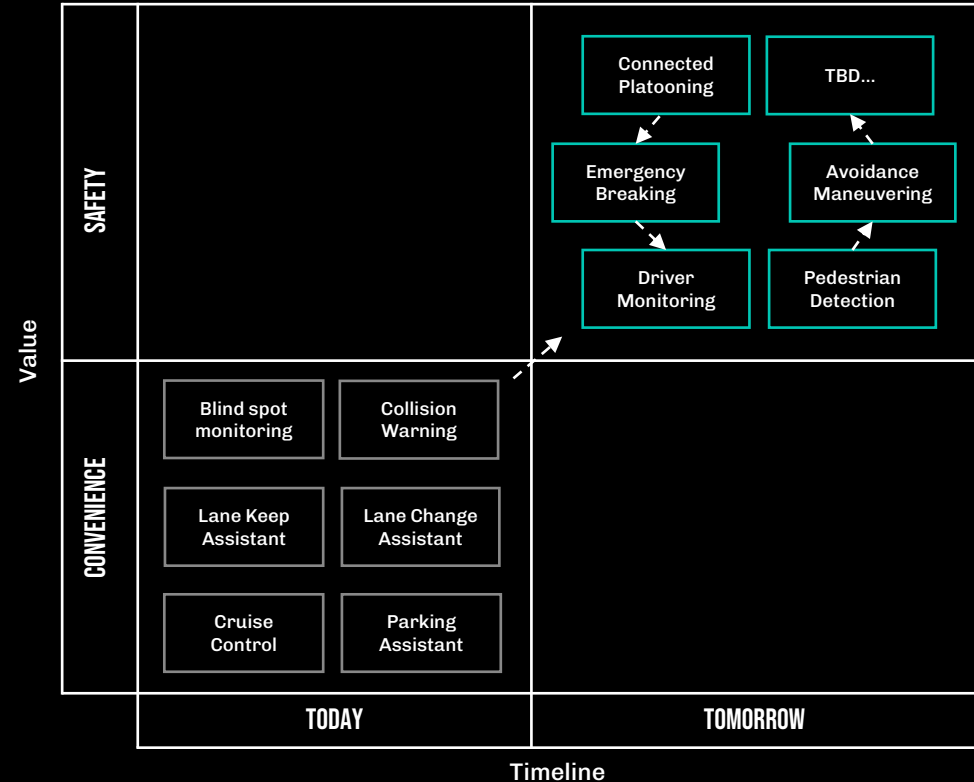 Connected
Platooning
TBD...
Emergency
Breaking
Avoidance
Maneuvering
Driver
Monitoring
Pedestrian
Detection
SAFETY
Value
Blind spot
monitoring
Collision
Warning
Lane Keep
Assistant
Lane Change
Assistant
CONVENIENCE
Cruise
Control
Parking
Assistant
TODAY
TOMORROW
Timeline